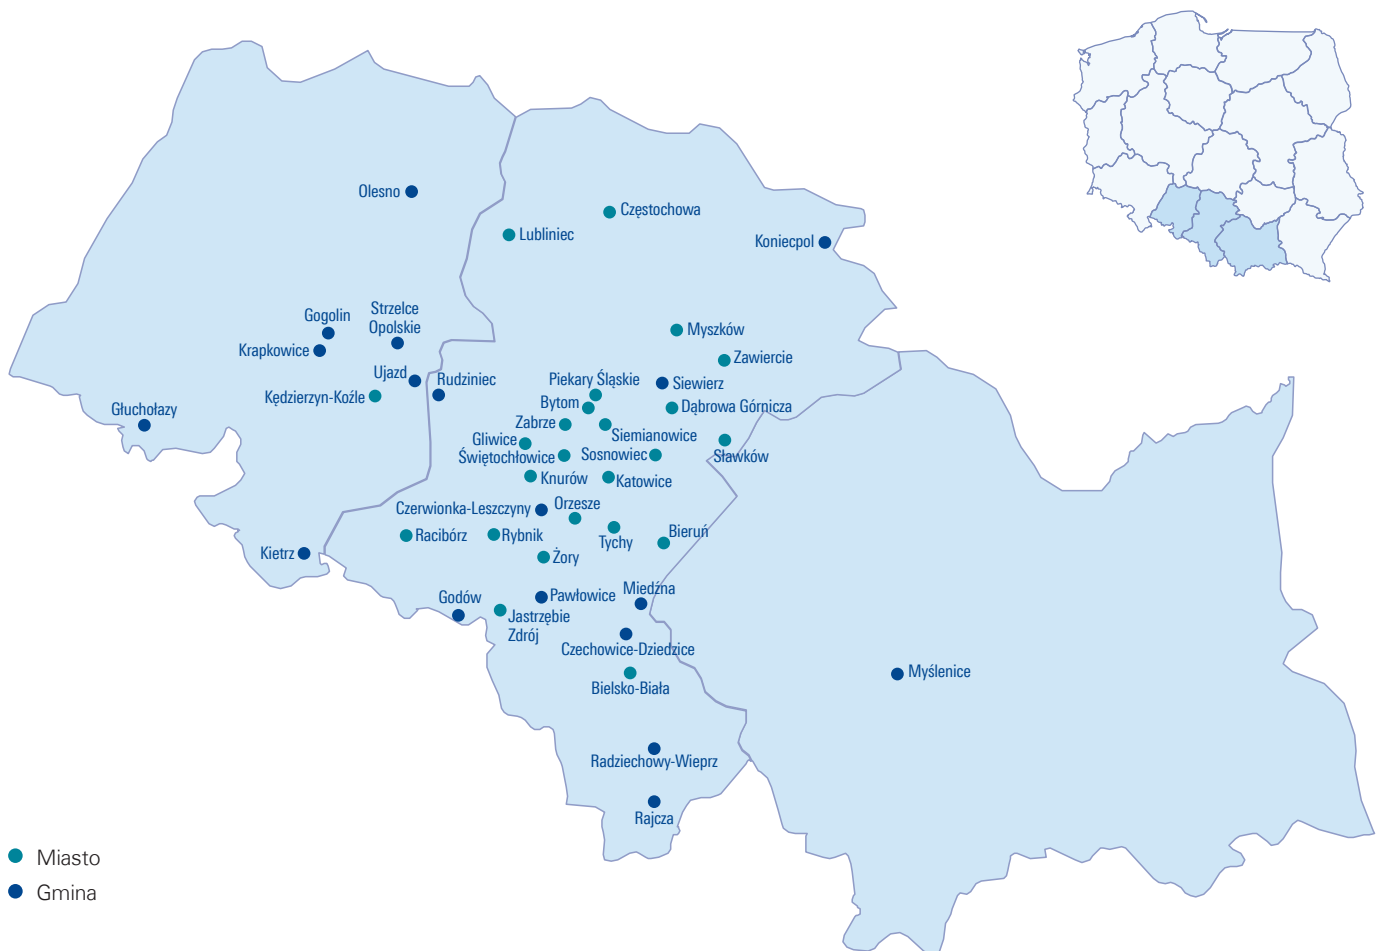 Olesno
Częstochowa
Lubliniec
Koniecpol
Gogolin
Strzelce
Opolskie
Krapkowice
Myszków
Zawiercie
Ujazd
Rudziniec
Piekary Śląskie
Siewierz
Kędzierzyn-Koźle
Bytom
Dąbrowa Górnicza
Głuchołazy
Zabrze
Siemianowice
Gliwice
Świętochłowice
Sosnowiec
Sławków
Knurów
Katowice
Czerwionka-Leszczyny
Orzesze
Racibórz
Rybnik
Tychy
Bieruń
Kietrz
Żory
Godów
Pawłowice
Miedźna
Jastrzębie
Zdrój
Czechowice-Dziedzice
Myślenice
Bielsko-Biała
Radziechowy-Wieprz
Rajcza
Miasto
Gmina